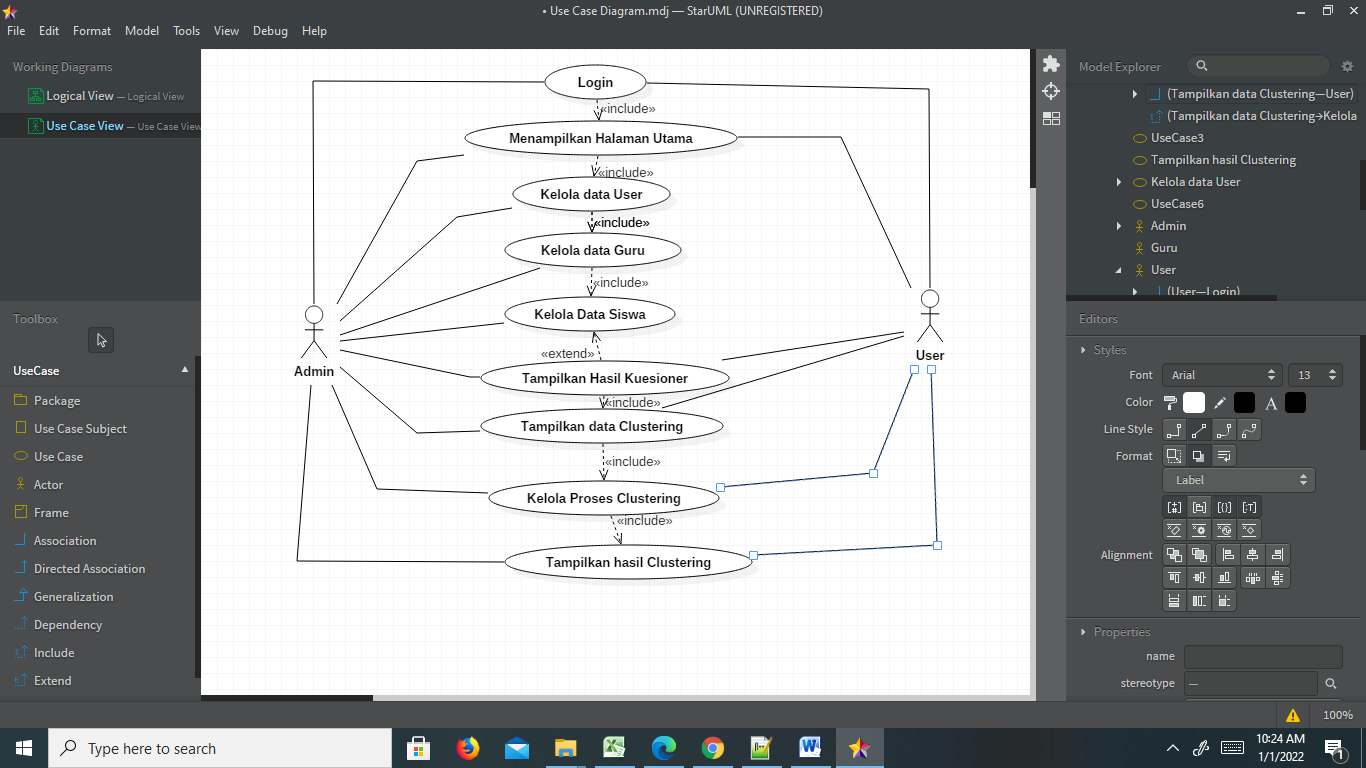 • Use Case Diagram.mdj — StarUML (UNREGISTERED)
File Edit Format Model Tools View Debug Help
Working Diagrams
Logical View — Logical View
Use Case View — Use Case View
Toolbox
UseCase
Package
Use Case Subject
Use Case
Actor
Frame
Association
Directed Association
Generalization
Dependency
Include
Extend
Login
«include»
Menampilkan Halaman Utama
«include»
Kelola data User
«include»
Kelola data Guru
«include»
Kelola Data Siswa
«extend»
Admin
User
Tampilkan Hasil Kuesioner
«include»
Tampilkan data Clustering
«include»
Kelola Proses Clustering
«include»
Tampilkan hasil Clustering
Model Explorer
(Tampilkan data Clustering—User)
(Tampilkan data Clustering→Kelola
UseCase3
Tampilkan hasil Clustering
Kelola data User
UseCase6
Admin
Guru
User
(User—Login)
Editors
Styles
Font Arial 13
Color A
Line Style
Format
Label
Alignment
Properties
name
stereotype —
100%
Type here to search
10:24 AM
1/1/2022
1